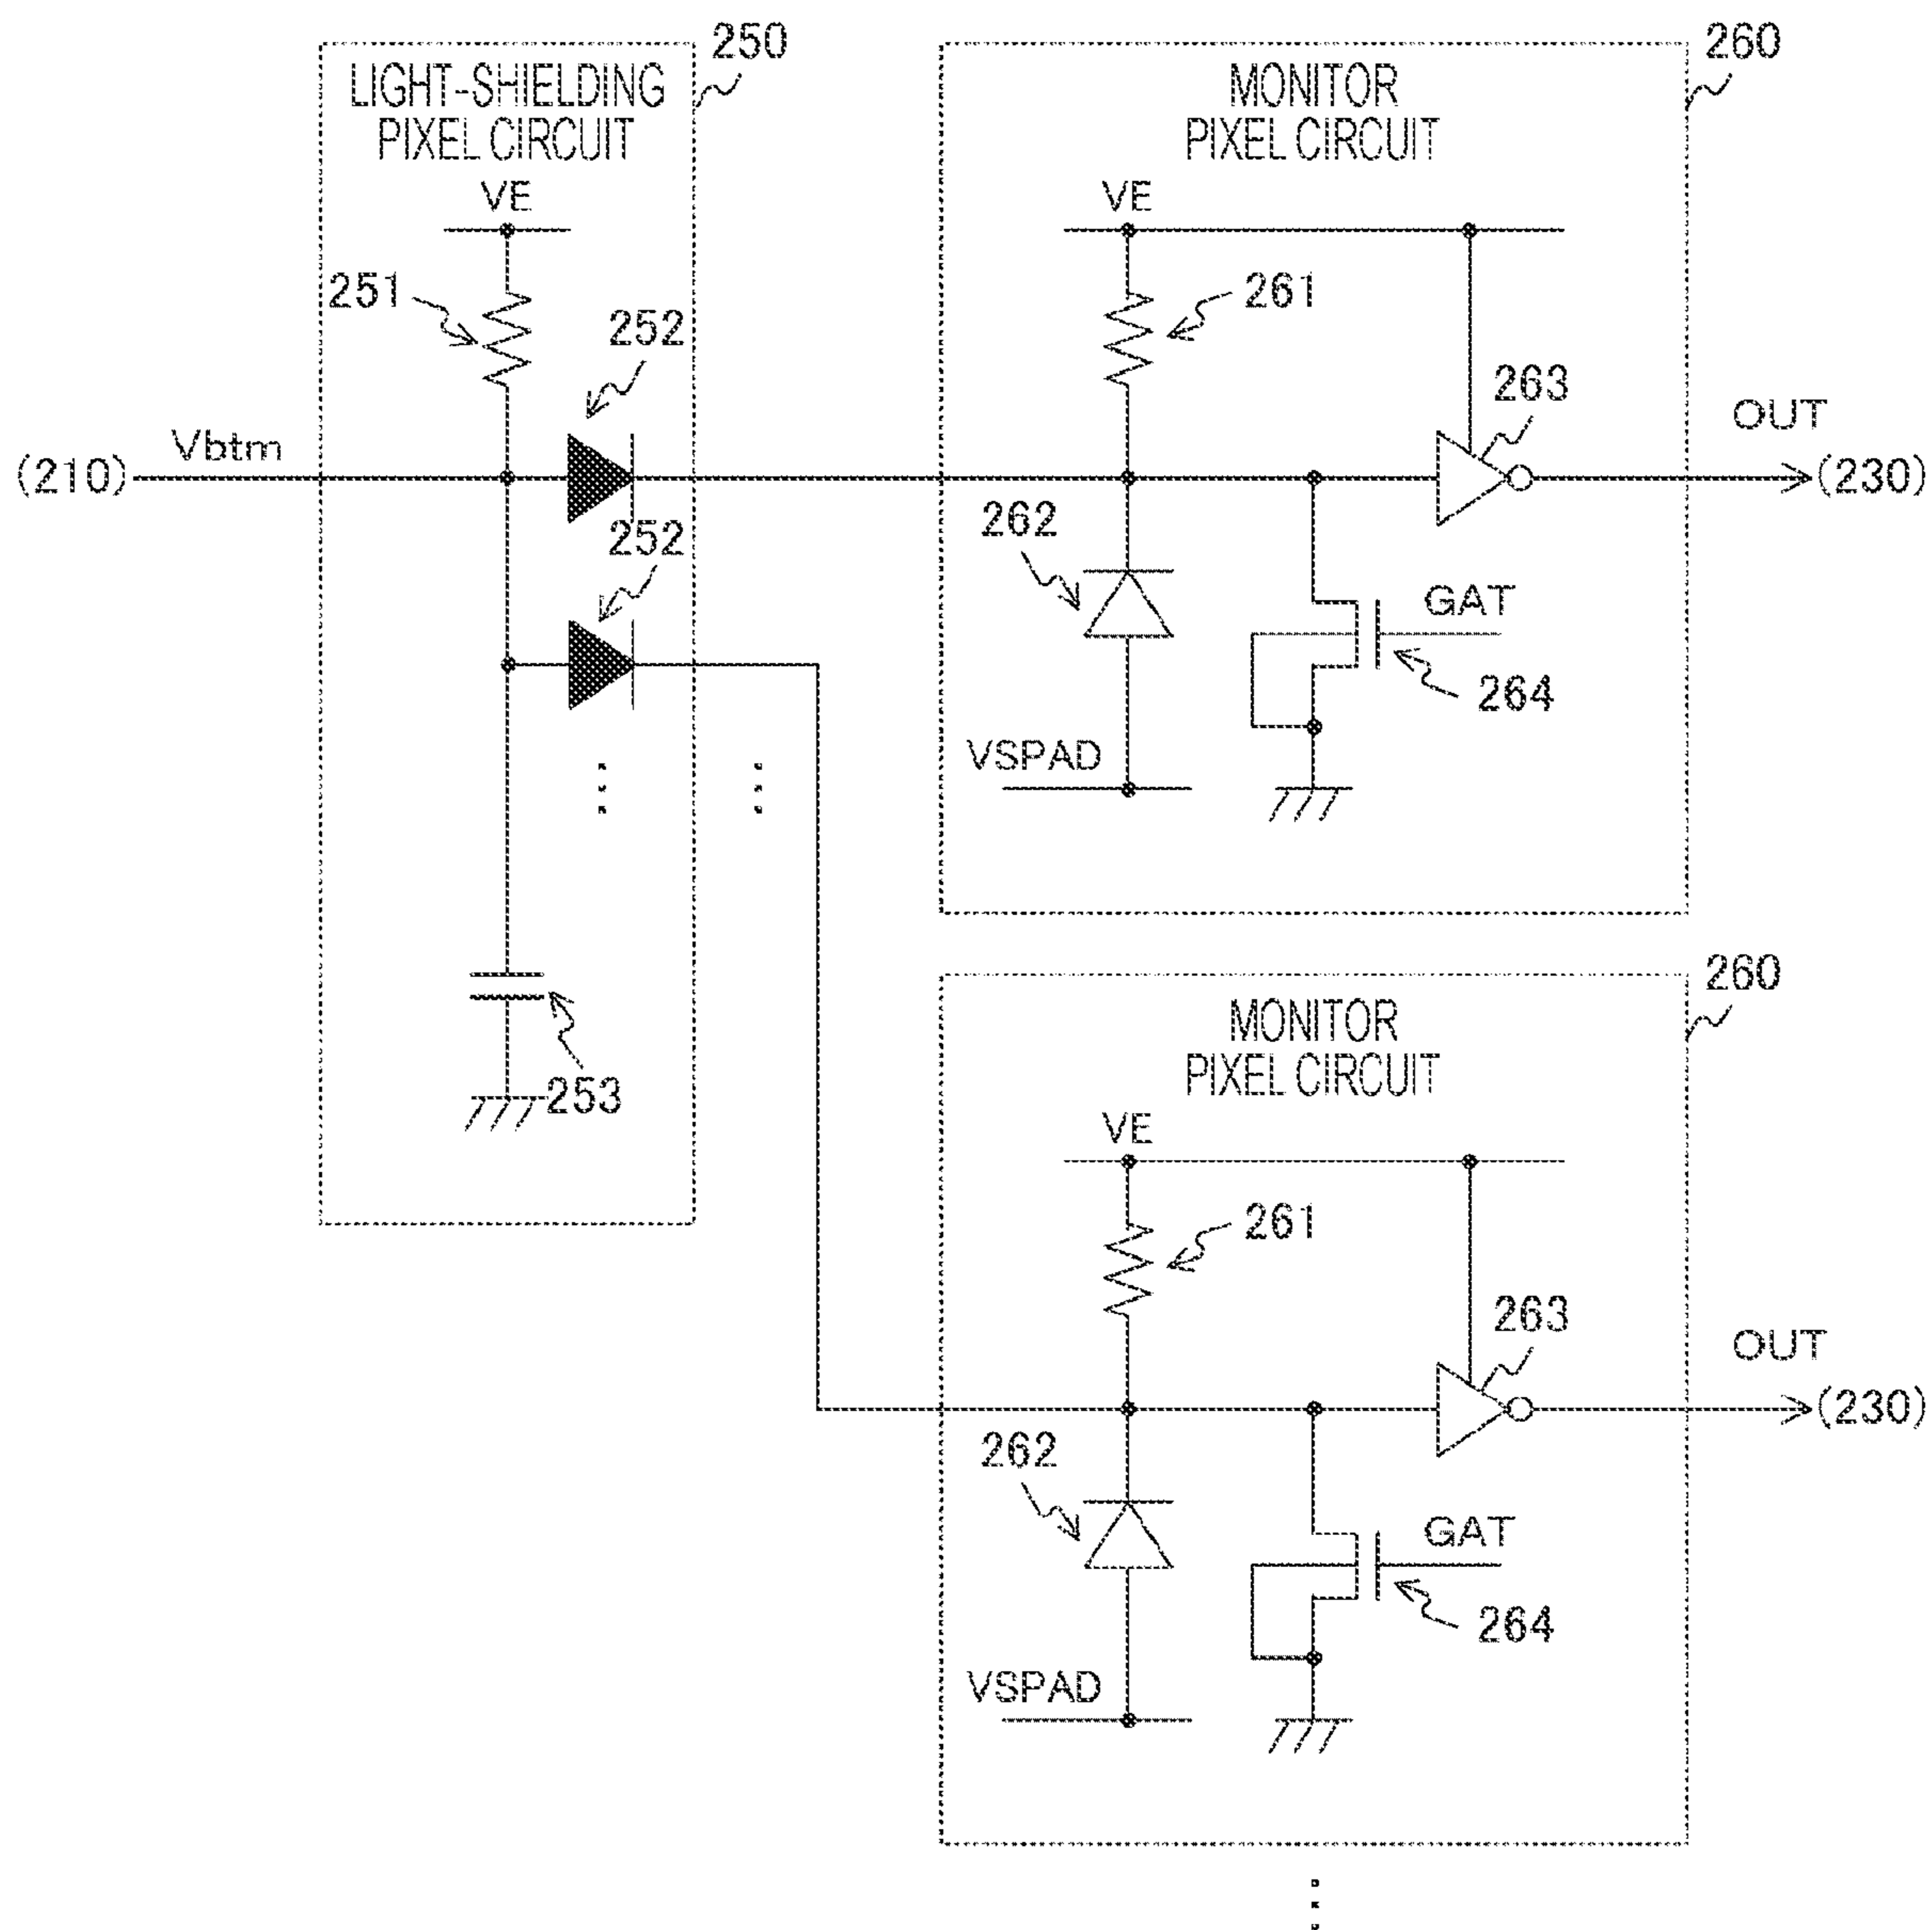 250
LIGHT-SHIELDING
PIXEL CIRCUIT
VE
251
252
Vbtm
(210)
252
253
260
MONITOR
PIXEL CIRCUIT
VE
261
263
OUT
(230)
262
GAT
264
VSPAD
260
MONITOR
PIXEL CIRCUIT
VE
261
263
OUT
(230)
262
GAT
264
VSPAD